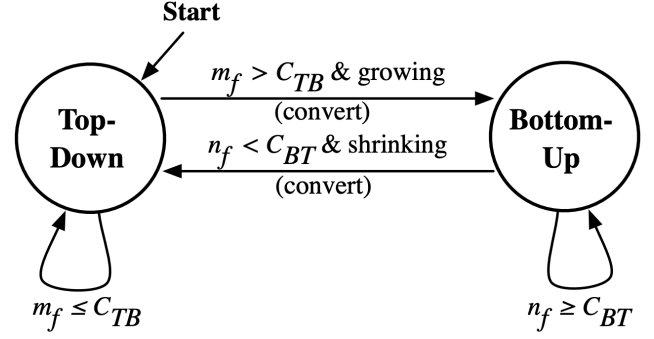 Start
Top-
Down
m_f > C_TB & growing
(convert)
n_f < C_BT & shrinking
(convert)
Bottom-
Up
m_f ≤ C_TB
n_f ≥ C_BT